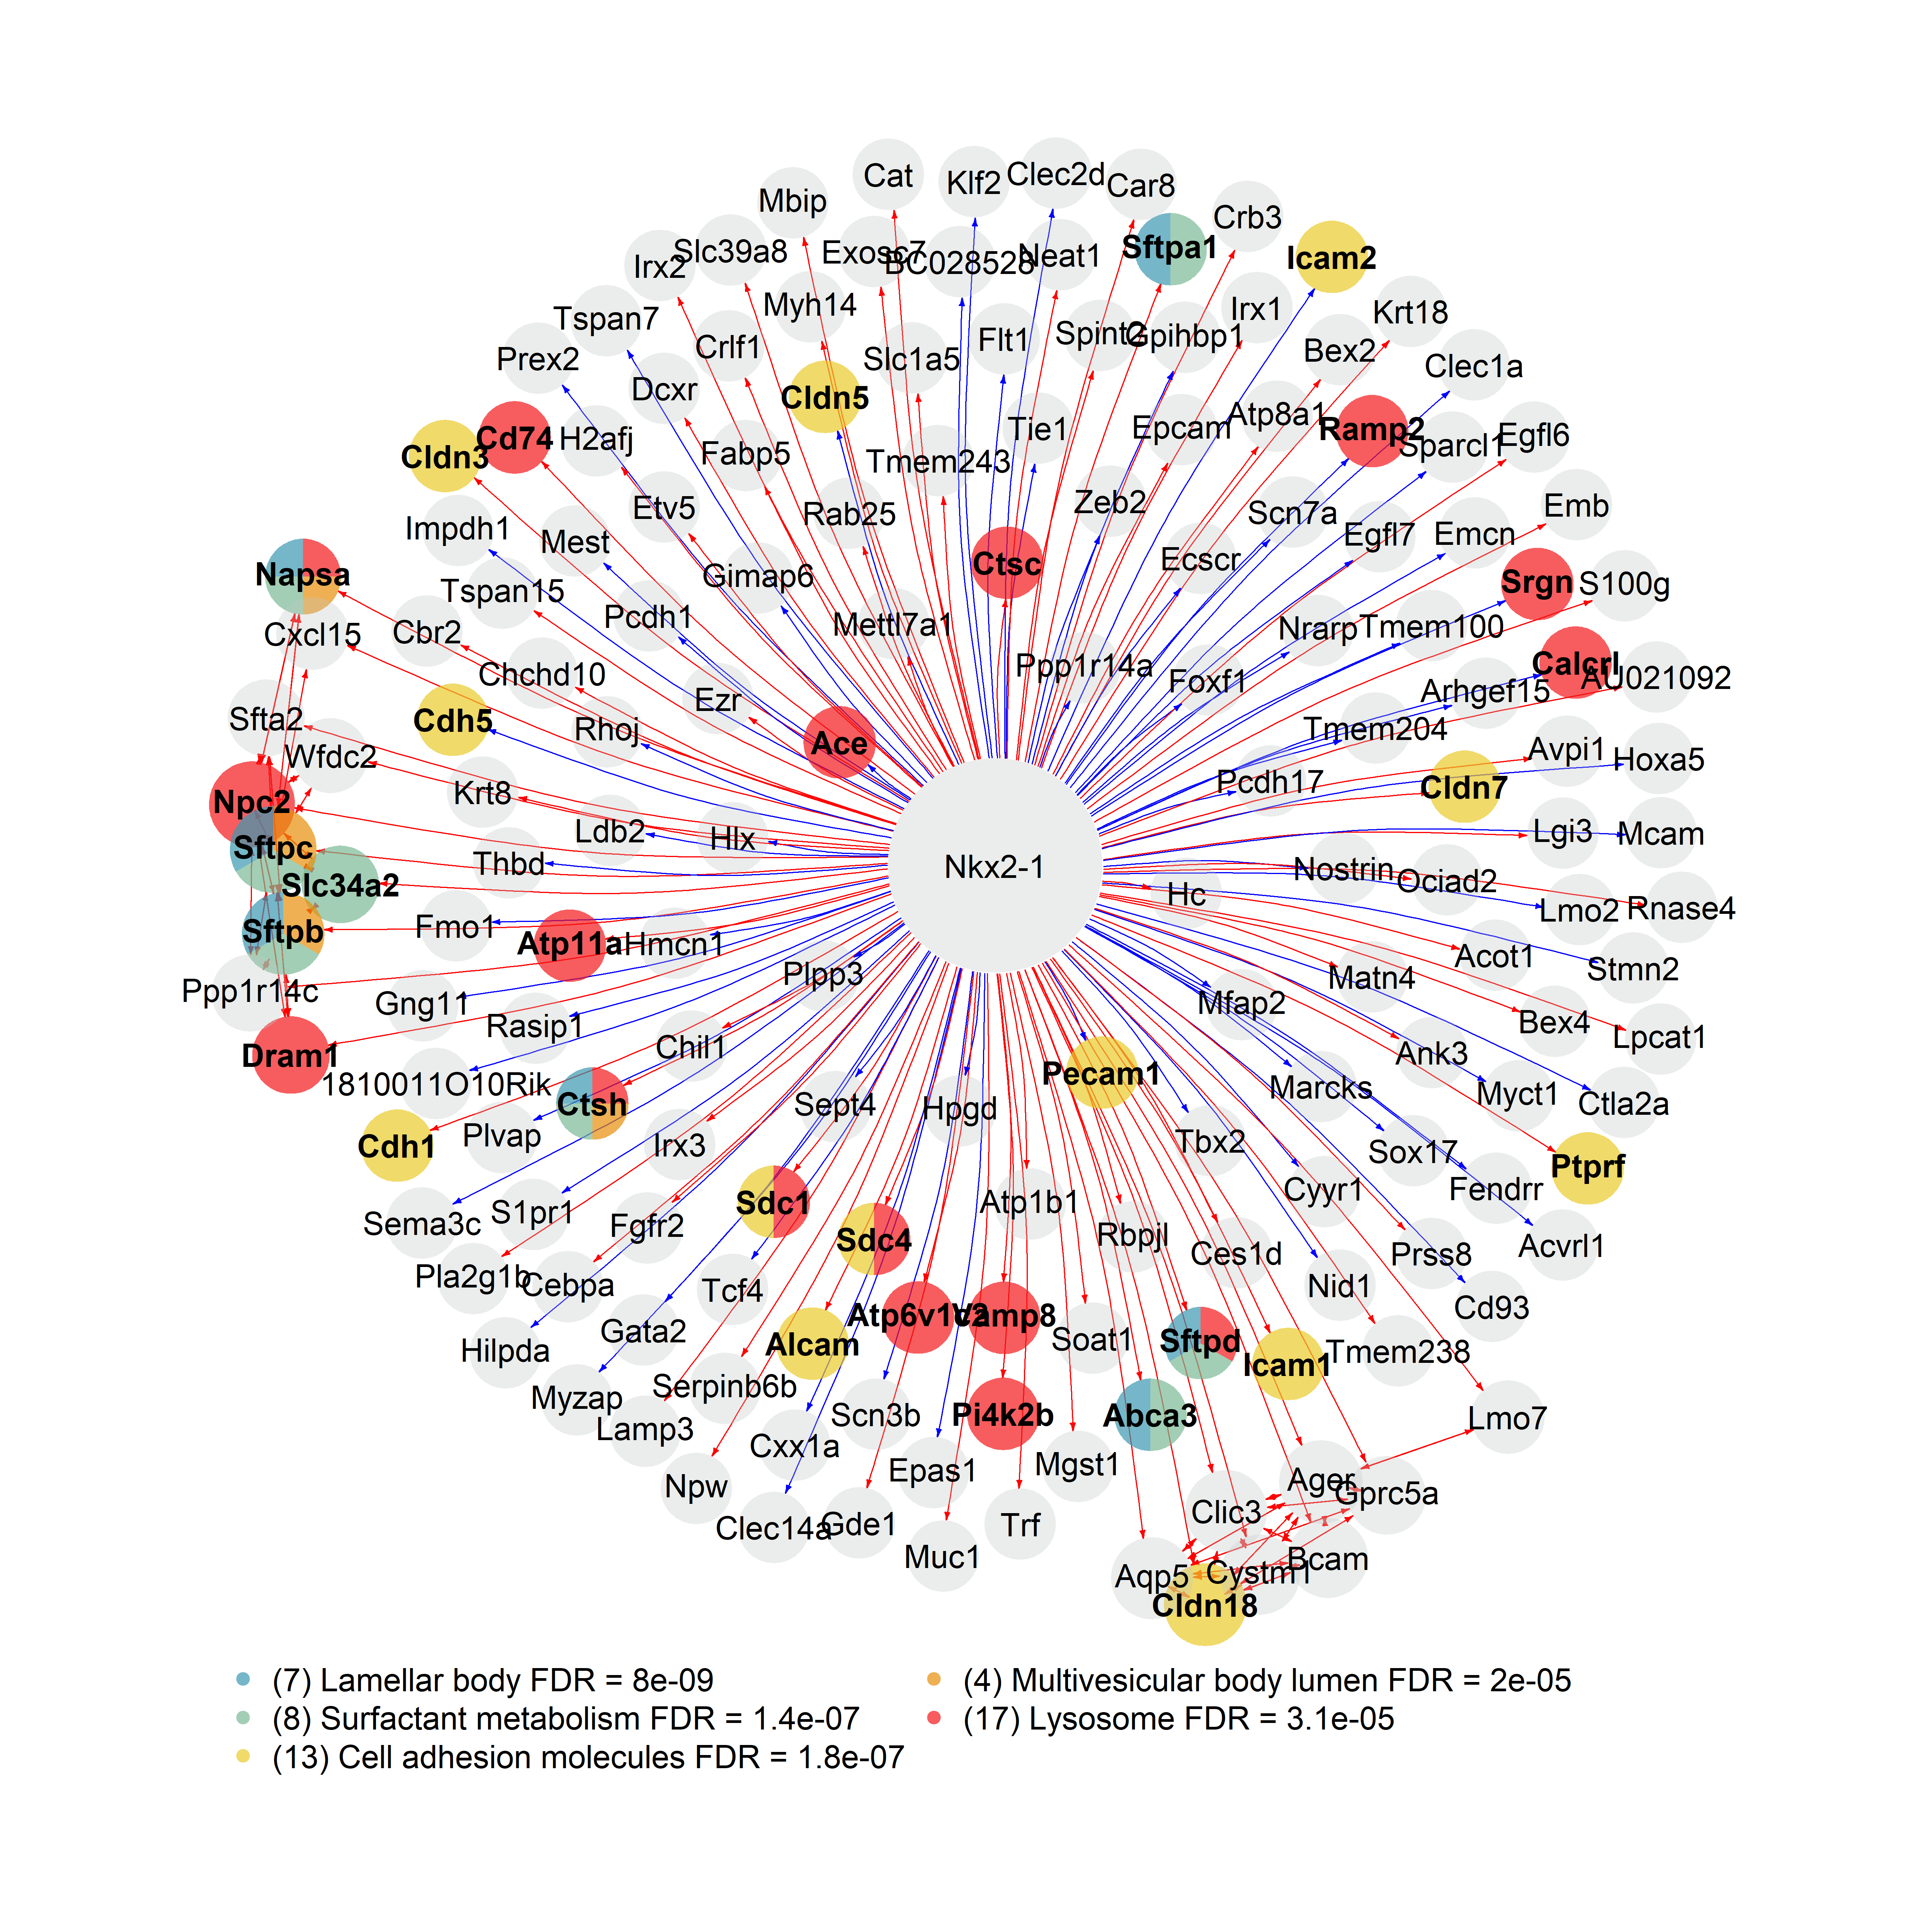 Cat
Klf2
Clec2d
Car8
Mbip
Crb3
Slc39a8
Irx2
Exosc7
BC028528
Neat1
Sftpa1
Icam2
Tspan7
Myh14
Irx1
Krt18
Prex2
Crlf1
Slc1a5
Flt1
Spint2
Gpihbp1
Bex2
Clec1a
Dcxr
Cldn5
Cldn3
Cd74
H2afj
Fabp5
Tmem243
Tie1
Epcam
Atp8a1
Ramp2
Sparcl1
Egfl6
Impdh1
Mest
Etv5
Rab25
Zeb2
Scn7a
Egfl7
Emcn
Emb
Napsa
Tspan15
Gimap6
Ctsc
Ecscr
Srgn
S100g
Cxcl15
Cbr2
Pcdh1
Mettl7a1
Nrarp
Tmem100
Chchd10
Ppp1r14a
Foxf1
Calcrl
AU021092
Arhgef15
Sfta2
Cdh5
Rhoj
Ezr
Ace
Tmem204
Wfdc2
Avpi1
Hoxa5
Npc2
Krt8
Pcdh17
Cldn7
Sftpc
Ldb2
Hlx
Lgi3
Mcam
Slc34a2
Thbd
Nkx2-1
Nostrin
Ociad2
Hc
Lmo2
Rnase4
Sftpb
Fmo1
Atp11a
Hmcn1
Plpp3
Matn4
Acot1
Stmn2
Ppp1r14c
Gng11
Rasip1
Mfap2
Bex4
Lpcat1
Dram1
Chil1
Pecam1
Ank3
1810011O10Rik
Ctsh
Sept4
Hpgd
Marcks
Myct1
Ctla2a
Cdh1
Plvap
Irx3
Tbx2
Sox17
Ptprf
Sema3c
S1pr1
Fgfr2
Sdc1
Sdc4
Atp1b1
Rbpjl
Cyyr1
Fendrr
Pla2g1b
Cebpa
Tcf4
Ces1d
Nid1
Prss8
Acvrl1
Hilpda
Gata2
Alcam
Atp6v1c2
Vamp8
Soat1
Sftpd
Icam1
Tmem238
Cd93
Myzap
Serpinb6b
Lamp3
Cxx1a
Scn3b
Pi4k2b
Abca3
Lmo7
Npw
Clec14a
Gde1
Epas1
Mgst1
Ager
Gprc5a
Clic3
Muc1
Trf
Aqp5
Cystm1
Bcam
Cldn18
(7) Lamellar body FDR = 8e-09
(8) Surfactant metabolism FDR = 1.4e-07
(13) Cell adhesion molecules FDR = 1.8e-07
(4) Multivesicular body lumen FDR = 2e-05
(17) Lysosome FDR = 3.1e-05